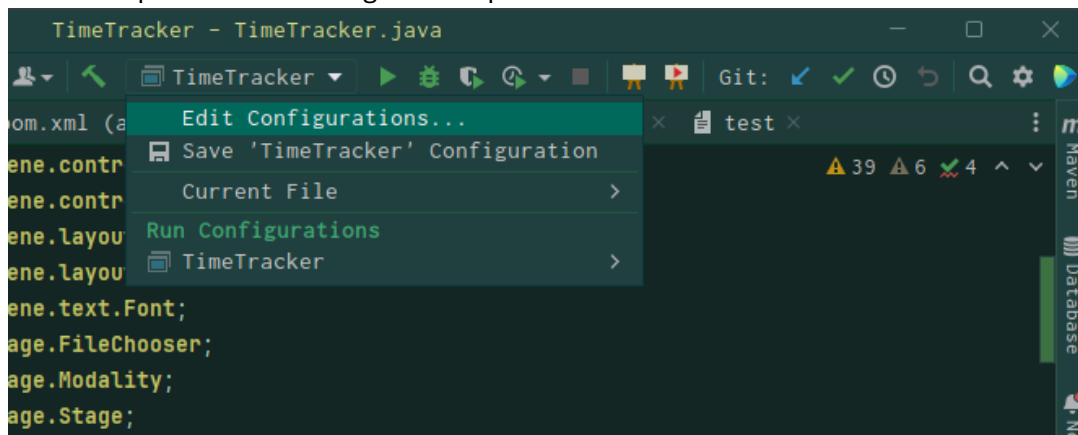 TimeTracker – TimeTracker.java
TimeTracker
Git:
om.xml (a
Edit Configurations...
test
Save 'TimeTracker' Configuration
ene.contr
39 6 4
ene.contr
Current File
ene.layou
Run Configurations
ene.layou
TimeTracker
ene.text.Font;
age.FileChooser;
age.Modality;
age.Stage;
m
Maven
Database